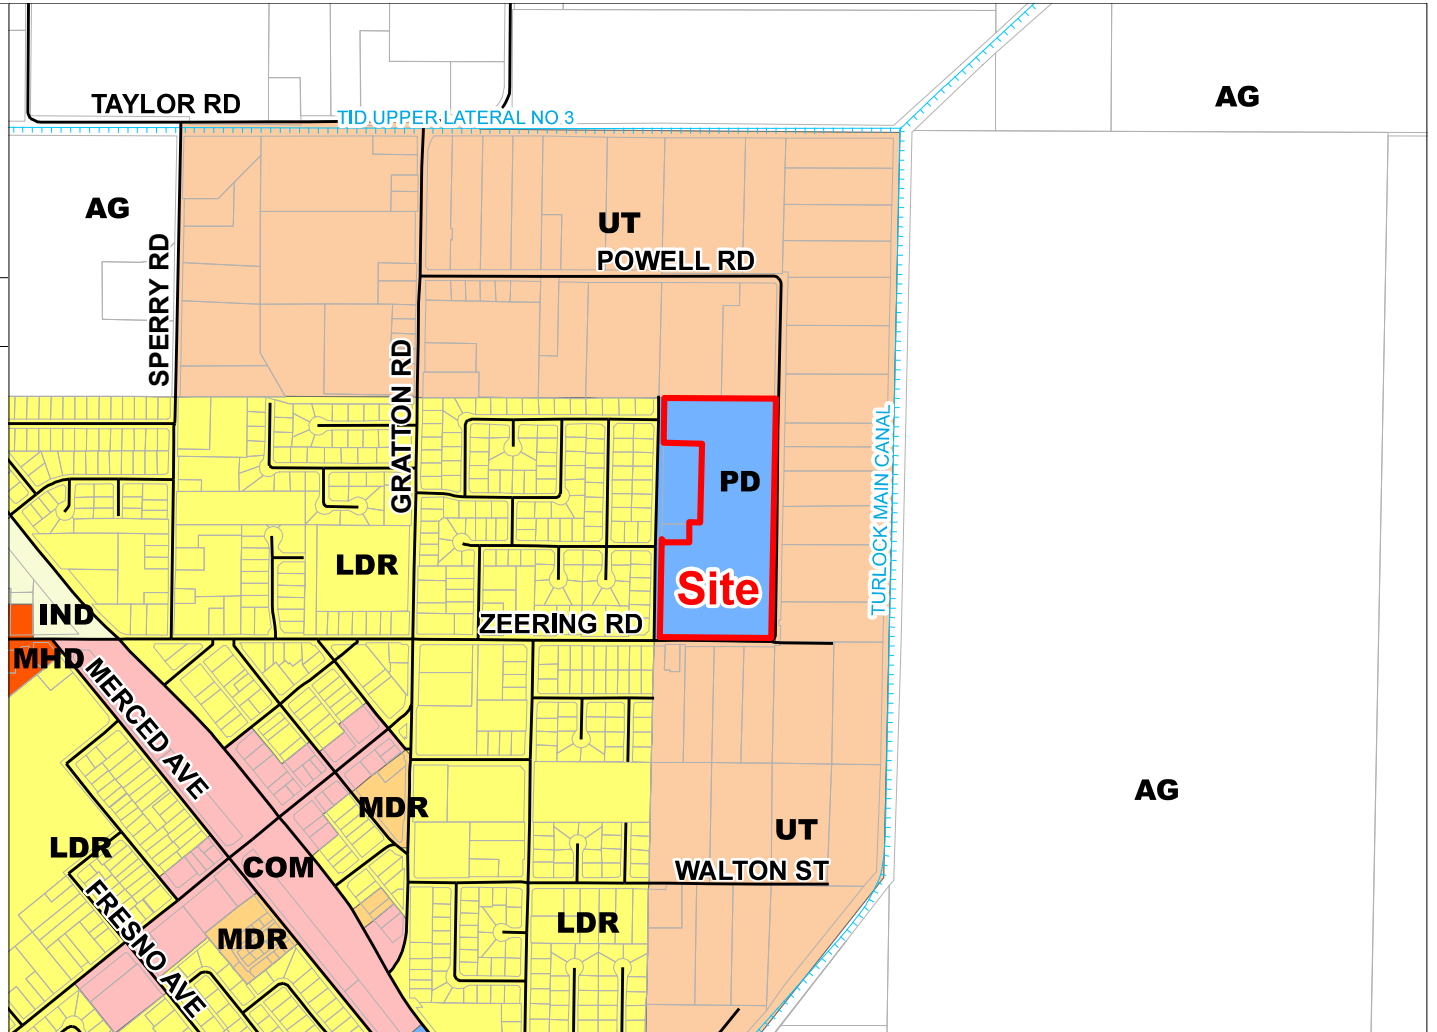 AG
TAYLOR RD
TID UPPER LATERAL NO 3
AG
UT
POWELL RD
SPERRY RD
GRATTON RD
TURLOCK MAIN CANAL
PD
LDR
Site
IND
ZEERING RD
MHD
MERCED AVE
AG
MDR
UT
LDR
COM
WALTON ST
FRESNO AVE
LDR
MDR